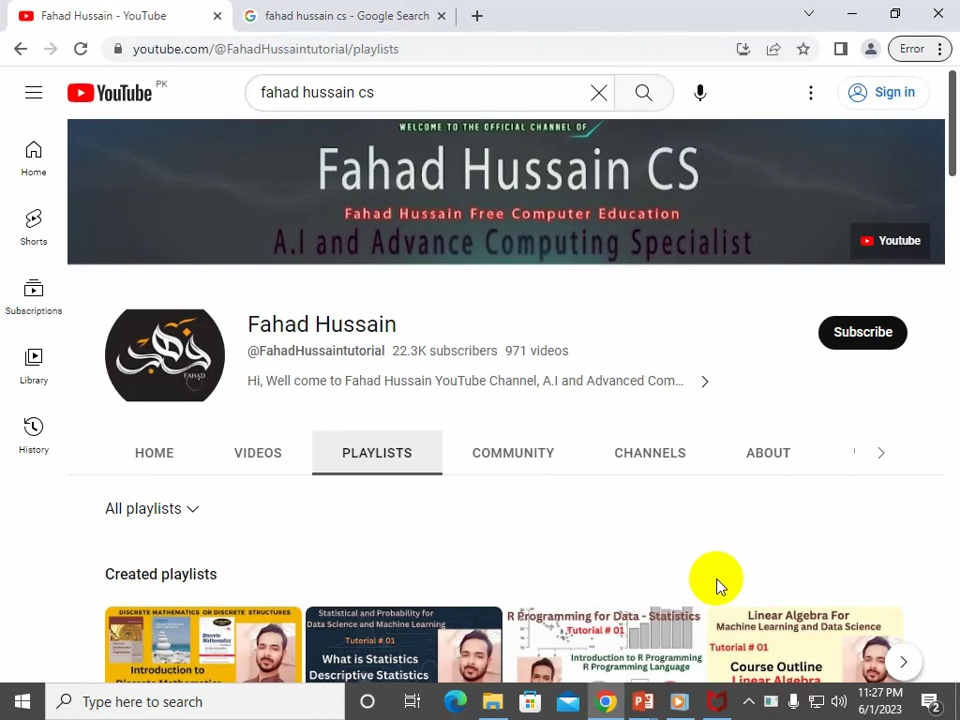 Fahad Hussain - YouTube
fahad hussain cs - Google Search
youtube.com/@FahadHussaintutorial/playlists
Error
YouTube PK
fahad hussain cs
Sign in
WELCOME TO THE OFFICIAL CHANNEL OF
Fahad Hussain CS
Fahad Hussain Free Computer Education
A.I and Advance Computing Specialist
Youtube
Home
Shorts
Subscriptions
Library
History
فہد
FAHAD
Fahad Hussain
@FahadHussaintutorial 22.3K subscribers 971 videos
Hi, Well come to Fahad Hussain YouTube Channel, A.I and Advanced Com...
Subscribe
HOME VIDEOS PLAYLISTS COMMUNITY CHANNELS ABOUT
All playlists
Created playlists
DISCRETE MATHEMATICS OR DISCRETE STRUCTURES
Introduction to
Discrete Mathematics
Statistical and Probability for
Data Science and Machine Learning
Tutorial # 01
What is Statistics
Descriptive Statistics
R Programming for Data - Statistics
Tutorial # 01
Introduction to R Programming
R Programming Language
Linear Algebra For
Machine Learning and Data Science
Tutorial # 01
Course Outline
Linear Algebra
Type here to search
11:27 PM
6/1/2023
2